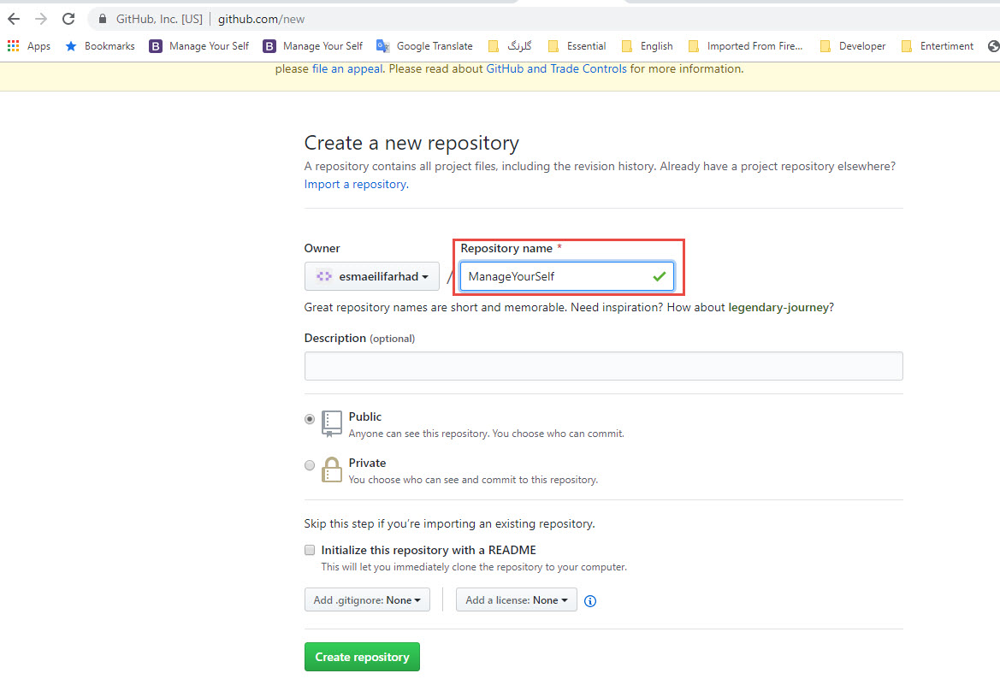 GitHub, Inc. [US] | github.com/new
Apps Bookmarks B Manage Your Self B Manage Your Self Google Translate گلرنگ Essential English Imported From Fire... Developer Entertiment
please file an appeal. Please read about GitHub and Trade Controls for more information.
Create a new repository
A repository contains all project files, including the revision history. Already have a project repository elsewhere?
Import a repository.
Owner Repository name *
esmaeilifarhad / ManageYourSelf
Great repository names are short and memorable. Need inspiration? How about legendary-journey?
Description (optional)
Public
Anyone can see this repository. You choose who can commit.
Private
You choose who can see and commit to this repository.
Skip this step if you’re importing an existing repository.
Initialize this repository with a README
This will let you immediately clone the repository to your computer.
Add .gitignore: None Add a license: None
Create repository